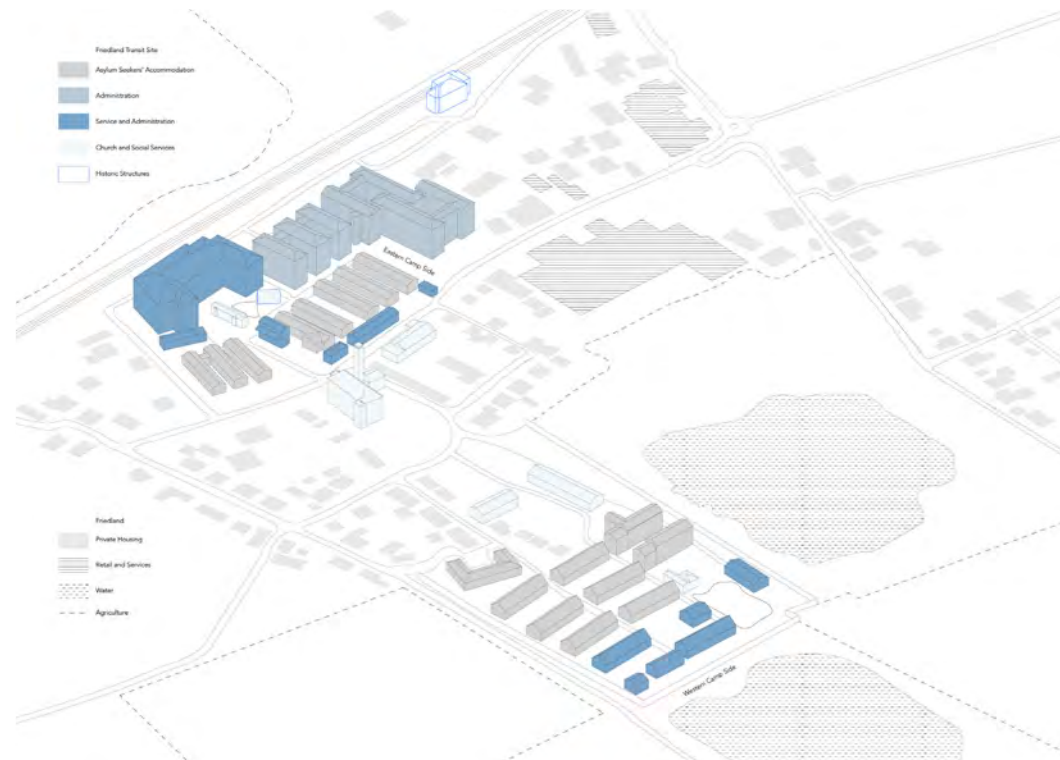 Friedland Transit Site
Asylum Seekers' Accommodation
Administration
Service and Administration
Church and Social Services
Historic Structures
Eastern Camp Side
Friedland
Private Housing
Retail and Services
Water
Agriculture
Western Camp Side